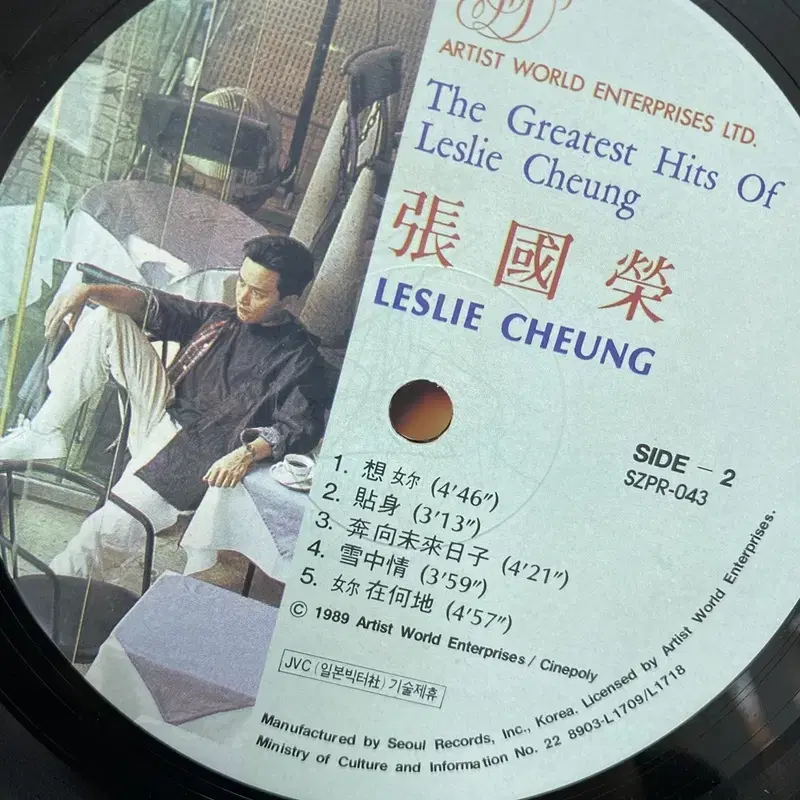 ARTIST WORLD ENTERPRISES LTD.
The Greatest Hits Of
Leslie Cheung
張國榮
LESLIE CHEUNG
SIDE – 2
SZPR-043
1. 想妳 (4′46″)
2. 貼身 (3′13″)
3. 奔向未來日子 (4′21″)
4. 雪中情 (3′59″)
5. 妳在何地 (4′57″)
© 1989 Artist World Enterprises / Cinepoly
JVC (일본빅터社) 기술제휴
Manufactured by Seoul Records, Inc., Korea. Licensed by Artist World Enterprises.
Ministry of Culture and Information No. 22 8903-L1709/L1718